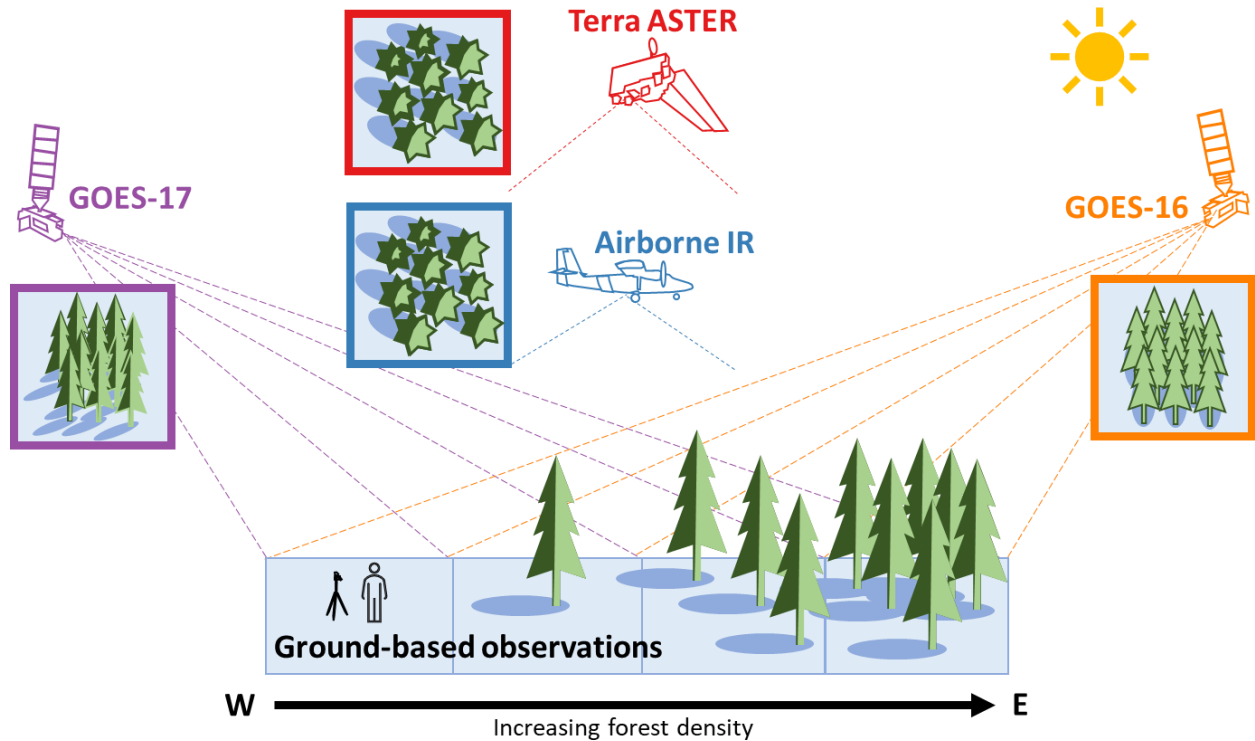 Terra ASTER
GOES-17
GOES-16
Airborne IR
Ground-based observations
W
E
Increasing forest density